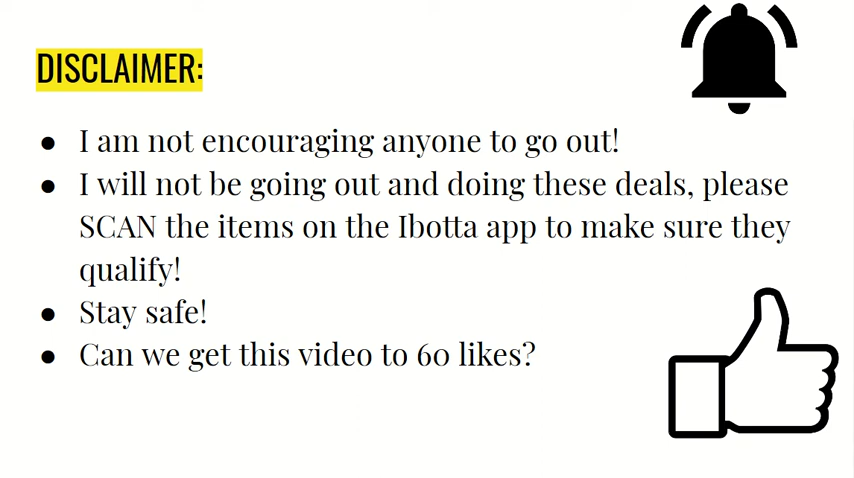 DISCLAIMER:
● I am not encouraging anyone to go out!
● I will not be going out and doing these deals, please
SCAN the items on the Ibotta app to make sure they
qualify!
● Stay safe!
● Can we get this video to 60 likes?